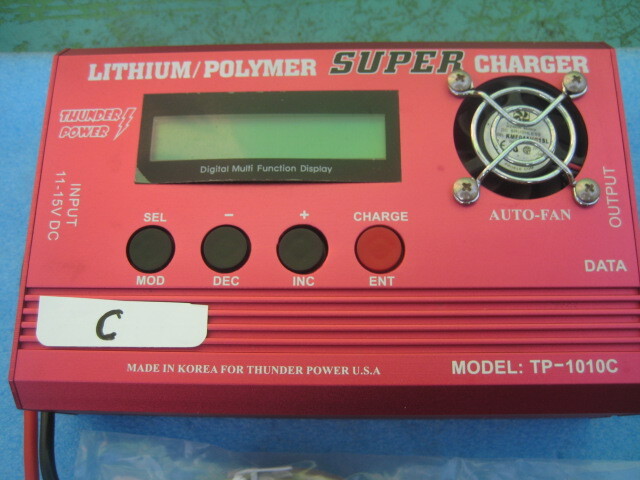 LITHIUM/POLYMER SUPER CHARGER
THUNDER
POWER
Digital Multi Function Display
INPUT
11-15V DC
AUTO-FAN
OUTPUT
DATA
SEL
–
+
CHARGE
MOD
DEC
INC
ENT
C
MADE IN KOREA FOR THUNDER POWER U.S.A
MODEL: TP-1010C